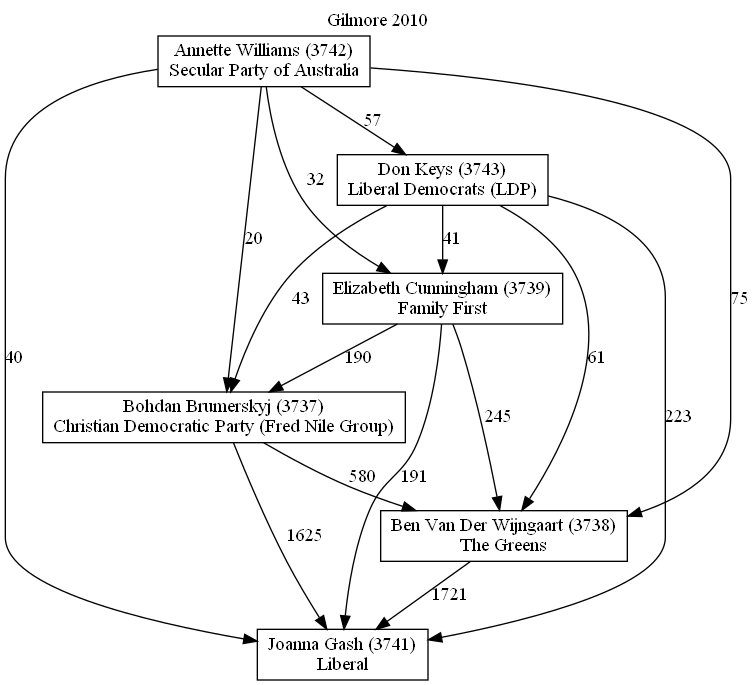 Gilmore 2010
Annette Williams (3742)
Secular Party of Australia
57
Don Keys (3743)
Liberal Democrats (LDP)
32
20
41
43
Elizabeth Cunningham (3739)
Family First
75
40
190
61
Bohdan Brumerskyj (3737)
Christian Democratic Party (Fred Nile Group)
245
223
580
191
Ben Van Der Wijngaart (3738)
The Greens
1625
1721
Joanna Gash (3741)
Liberal